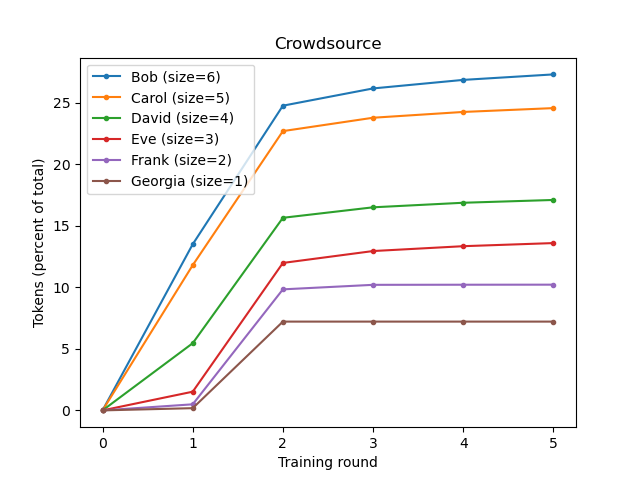 Crowdsource
Bob (size=6)
Carol (size=5)
David (size=4)
Eve (size=3)
Frank (size=2)
Georgia (size=1)
Tokens (percent of total)
25
20
15
10
5
0
0 1 2 3 4 5
Training round